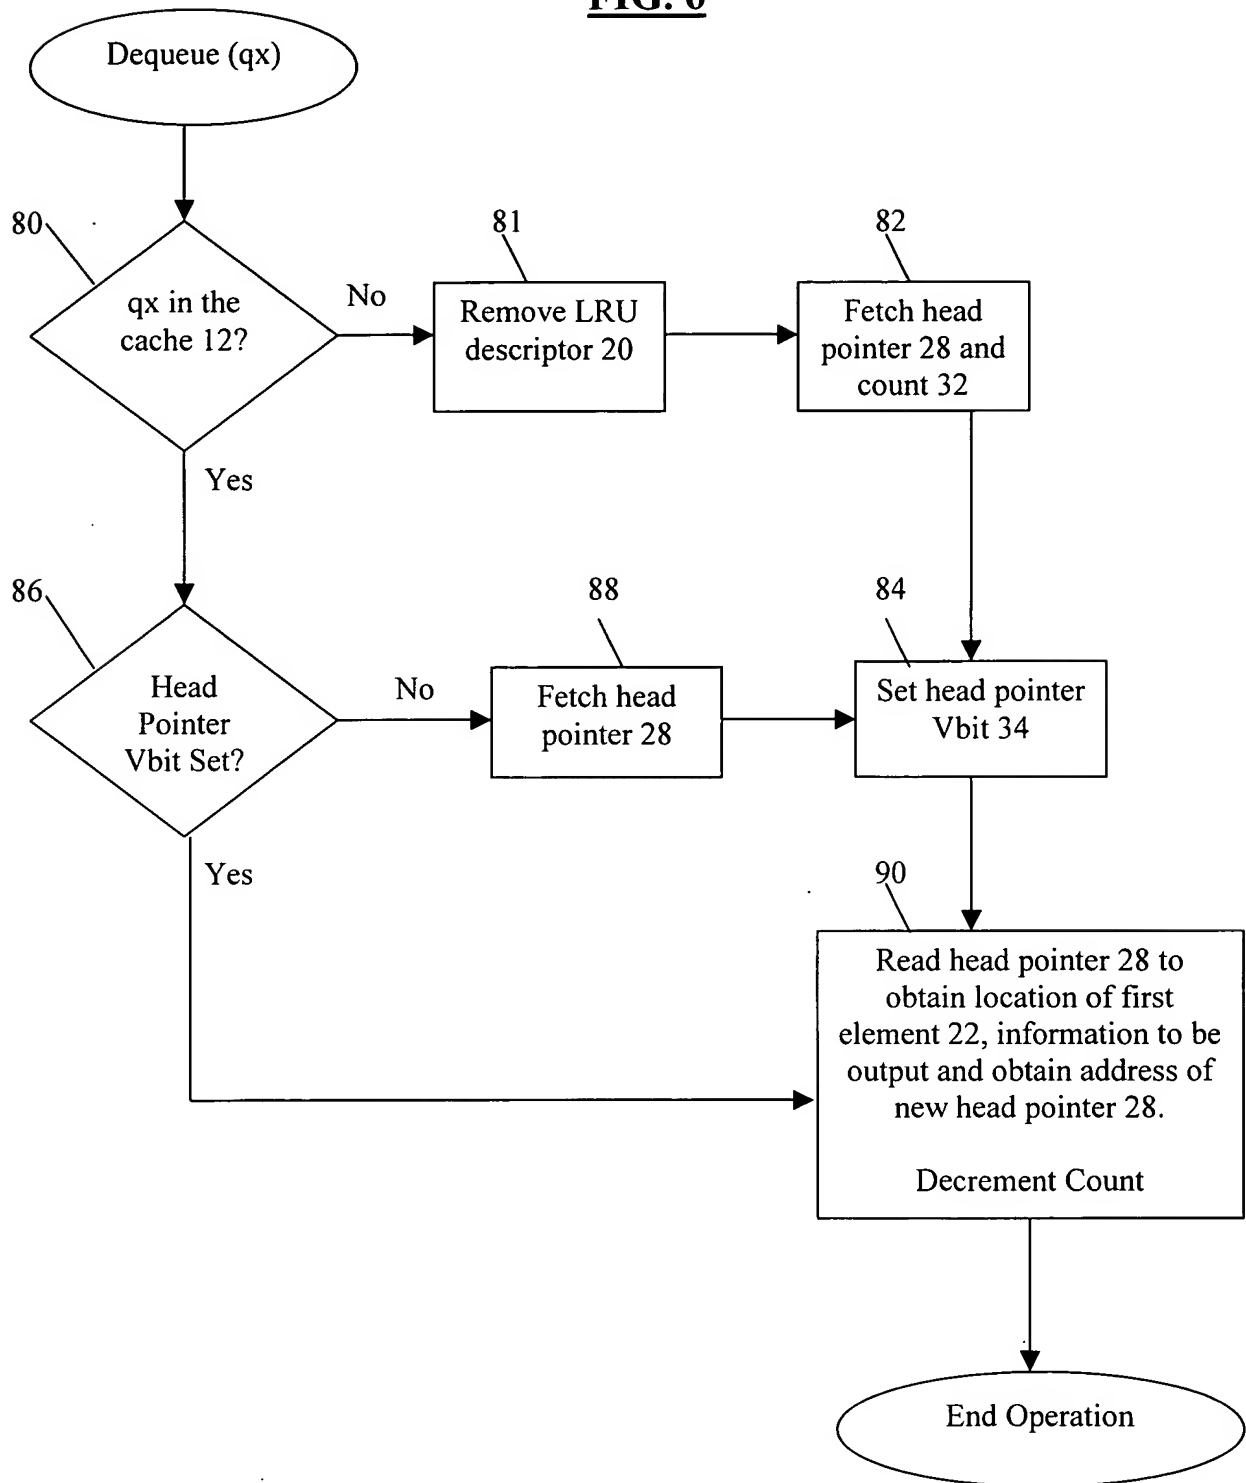 FIG. 6
Dequeue (qx)
80
qx in the
cache 12?
No
81
Remove LRU
descriptor 20
82
Fetch head
pointer 28 and
count 32
Yes
86
Head
Pointer
Vbit Set?
No
88
Fetch head
pointer 28
84
Set head pointer
Vbit 34
Yes
90
Read head pointer 28 to
obtain location of first
element 22, information to be
output and obtain address of
new head pointer 28.
Decrement Count
End Operation